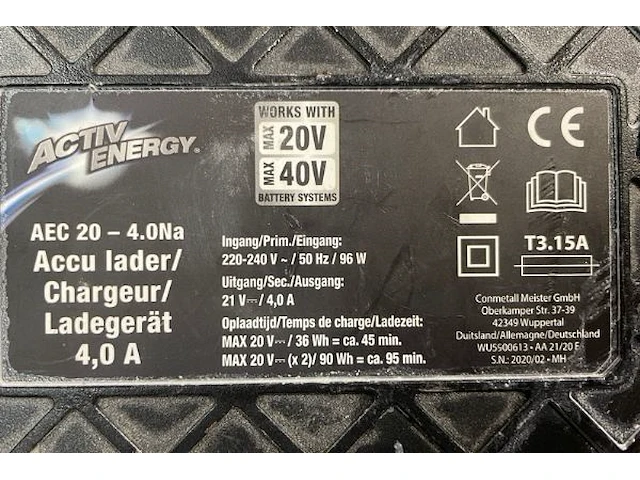 ACTIV
ENERGY®
WORKS WITH
MAX 20V
MAX 40V
BATTERY SYSTEMS
CE
AEC 20 – 4.0Na
Accu lader/
Chargeur/
Ladegerät
4,0 A
Ingang/Prim./Eingang:
220-240 V ~ / 50 Hz / 96 W
Uitgang/Sec./Ausgang:
21 V ⎓ / 4,0 A
Oplaadtijd/Temps de charge/Ladezeit:
MAX 20 V ⎓ / 36 Wh = ca. 45 min.
MAX 20 V ⎓ (x 2)/ 90 Wh = ca. 95 min.
T3.15A
Conmetall Meister GmbH
Oberkamper Str. 37-39
42349 Wuppertal
Duitsland/Allemagne/Deutschland
WU5900613 - AA 21/20 E
S.N.: 2020/02 - MH